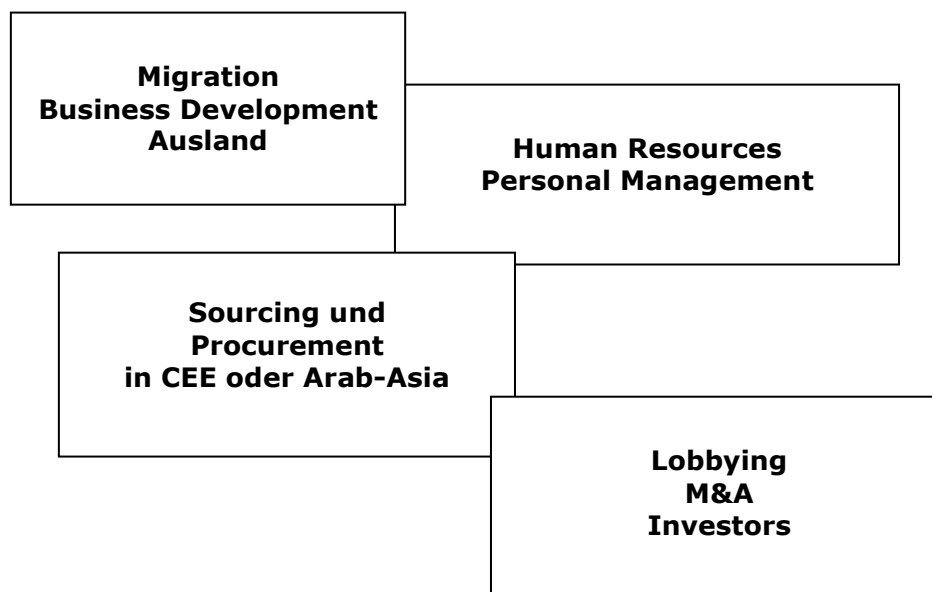 Migration
Business Development
Ausland
Human Resources
Personal Management
Sourcing und
Procurement
in CEE oder Arab-Asia
Lobbying
M&A
Investors